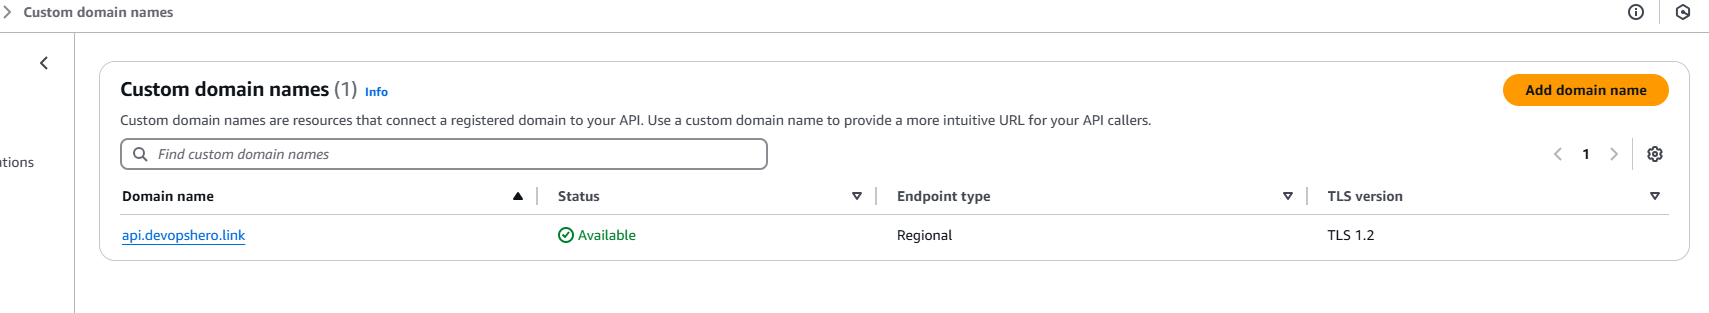 Custom domain names
Custom domain names (1) Info
Add domain name
Custom domain names are resources that connect a registered domain to your API. Use a custom domain name to provide a more intuitive URL for your API callers.
Find custom domain names
1
Domain name Status Endpoint type TLS version
api.devopshero.link Available Regional TLS 1.2